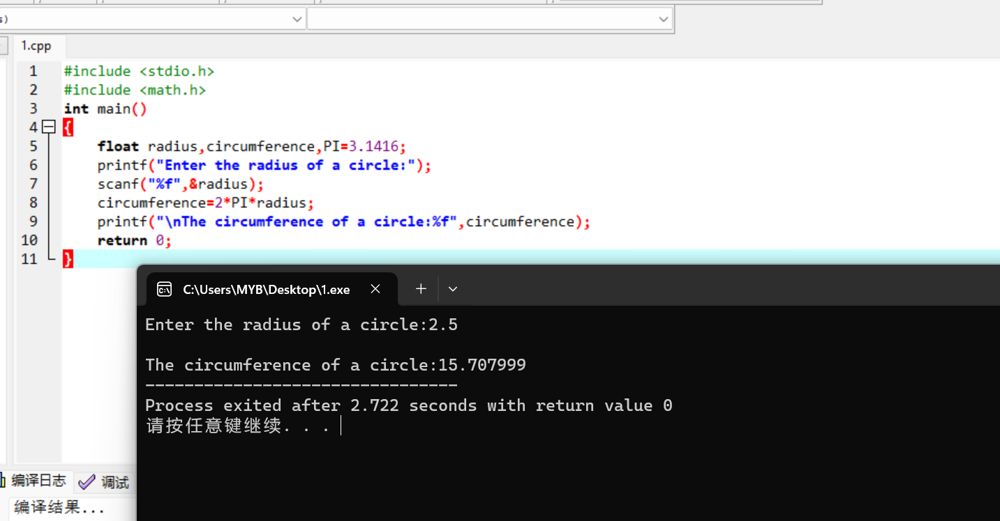 s)
1.cpp
1 #include <stdio.h>
2 #include <math.h>
3 int main()
4 {
5 float radius,circumference,PI=3.1416;
6 printf("Enter the radius of a circle:");
7 scanf("%f",&radius);
8 circumference=2*PI*radius;
9 printf("\nThe circumference of a circle:%f",circumference);
10 return 0;
11 }
C:\Users\MYB\Desktop\1.exe
Enter the radius of a circle:2.5
The circumference of a circle:15.707999
--------------------------------
Process exited after 2.722 seconds with return value 0
请按任意键继续. . .
编译日志 调试
编译结果...